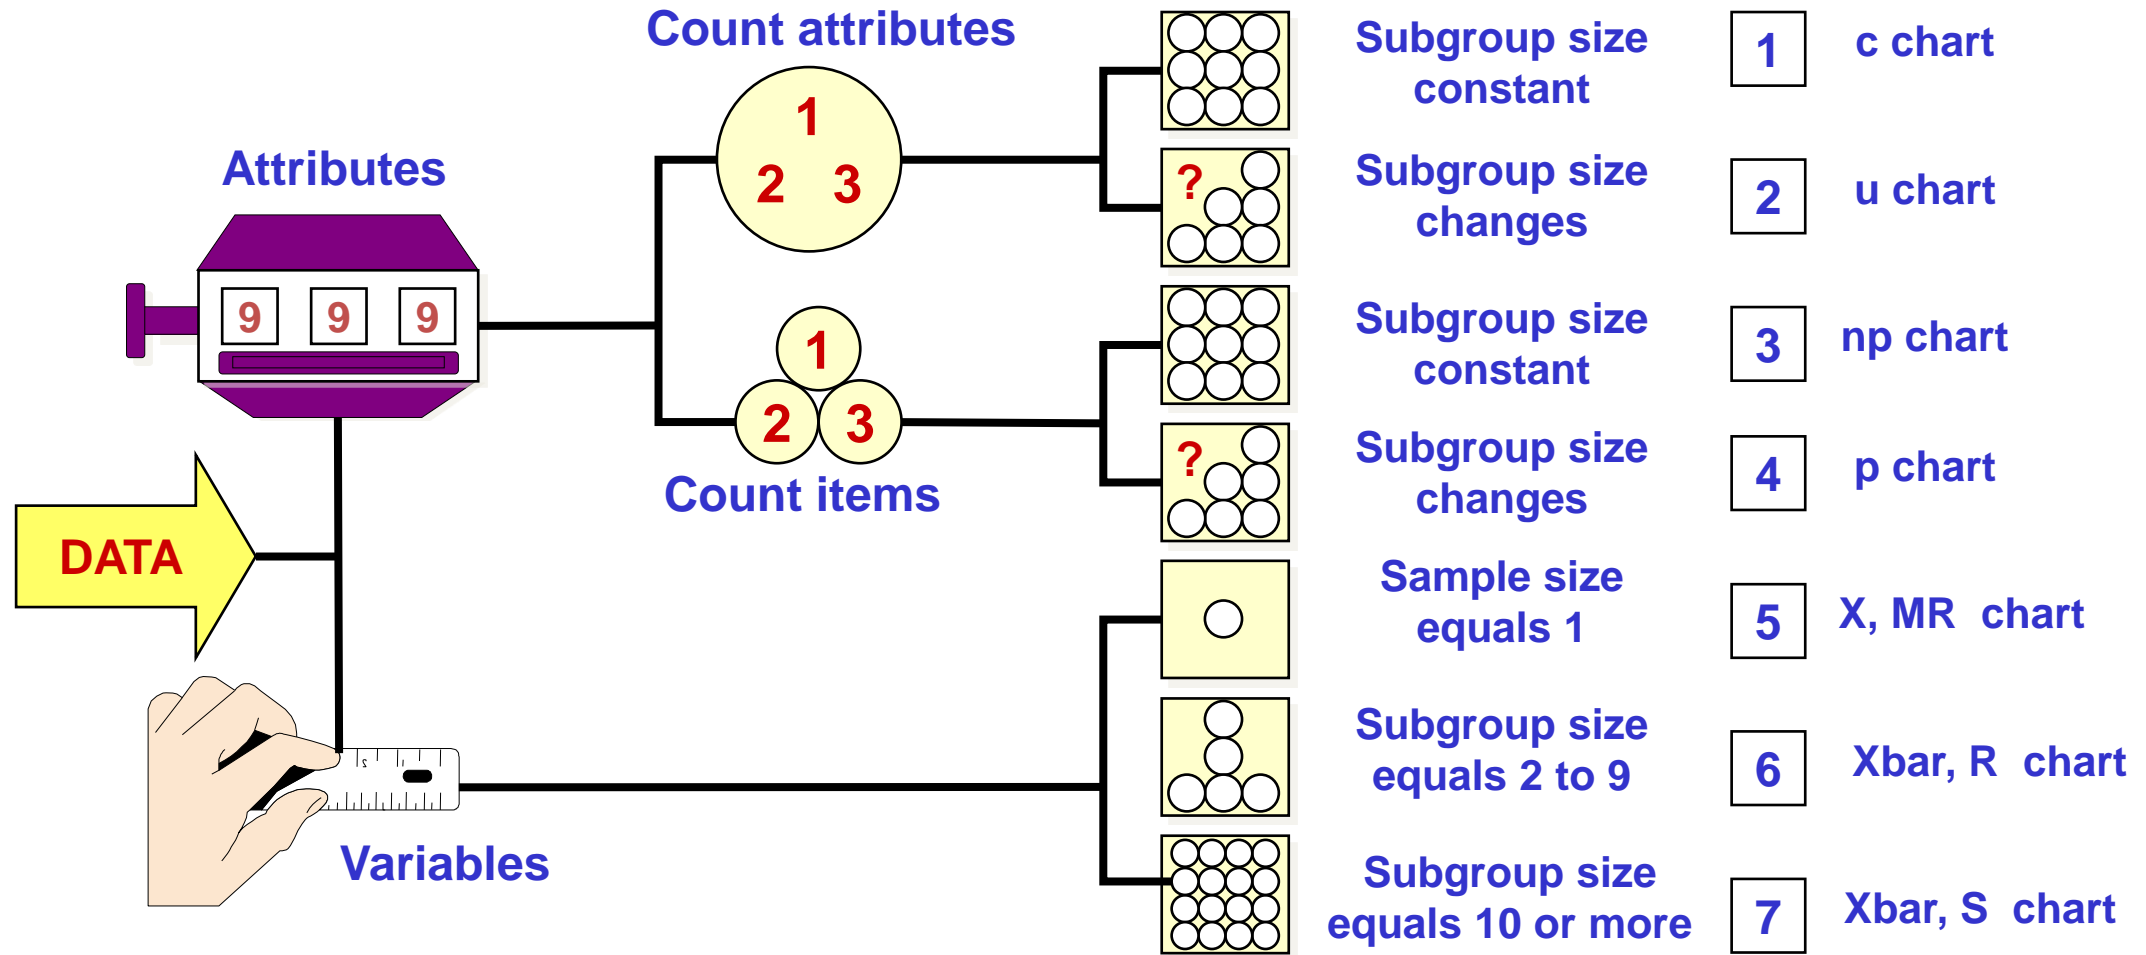 Count attributes
1
2 3
Attributes
9 9 9
1
2 3
Count items
DATA
Variables
Subgroup size
constant
1
c chart
?
Subgroup size
changes
2
u chart
Subgroup size
constant
3
np chart
?
Subgroup size
changes
4
p chart
Sample size
equals 1
5
X, MR chart
Subgroup size
equals 2 to 9
6
Xbar, R chart
Subgroup size
equals 10 or more
7
Xbar, S chart